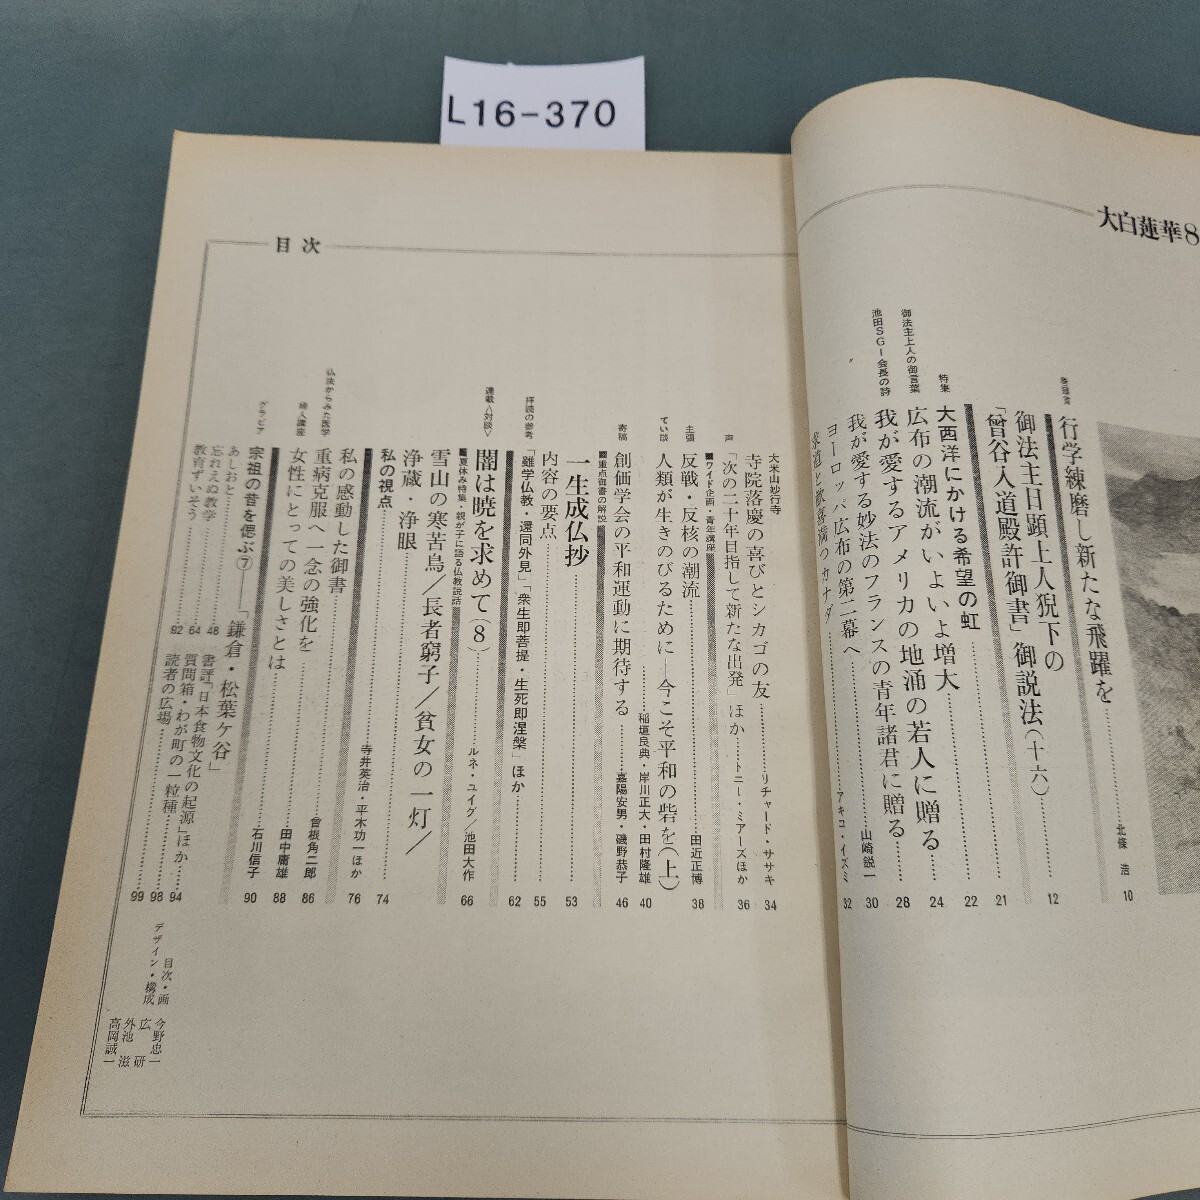 L16-370
大白蓮華8
行学練磨し新たな飛躍を
北條 浩
10
御法主日顕上人猊下の
「曾谷入道殿許御書」御説法(十六)
12
21
特集
大西洋にかける希望の虹
22
御法主上人の御言葉
広布の潮流がいよいよ増大
24
池田SGI会長の詩
我が愛するアメリカの地涌の若人に贈る
28
我が愛する妙法のフランスの青年諸君に贈る
30
ヨーロッパ広布の第二幕へ
山崎鋭一
32
求道と歓喜満つカナダ
アキコ・イズミ
目次
大米山妙行寺
寺院落慶の喜びとシカゴの友
リチャード・ササキ
34
声
「次の二十年目指して新たな出発」ほか
トニー・ミアーズほか
36
■ワイド企画・青年講座
主張
反戦・反核の潮流
田近正博
38
てい談
人類が生きのびるために―今こそ平和の砦を(上)
稲垣良典・岸川正大・田村隆雄
40
寄稿
創価学会の平和運動に期待する
嘉陽安男・磯野恭子
46
■重点御書の解説
一生成仏抄
53
内容の要点
55
拝読の参考
「雖学仏教・還同外見」「衆生即菩提・生死即涅槃」ほか
62
連載<対談>
闇は暁を求めて(8)
ルネ・ユイグ/池田大作
66
■夏休み特集・親が子に語る仏教説話
雪山の寒苦鳥/長者窮子/貧女の一灯/
浄蔵・浄眼
74
私の視点
私の感動した御書
寺井英治・平木功一ほか
76
仏法からみた医学
重病克服へ一念の強化を
曽根角二郎
86
婦人講座
女性にとっての美しさとは
田中庸雄
88
グラビア
宗祖の昔を偲ぶ⑦――「鎌倉・松葉ヶ谷」
石川信子
90
あしおと
48
忘れえぬ教学
64
教育ずいそう
92
書評「日本食物文化の起源」ほか
94
質問箱・わが町の一粒種
98
読者の広場
99
目次・画
デザイン・構成
今野忠一
広研
外池 滋
高岡誠一